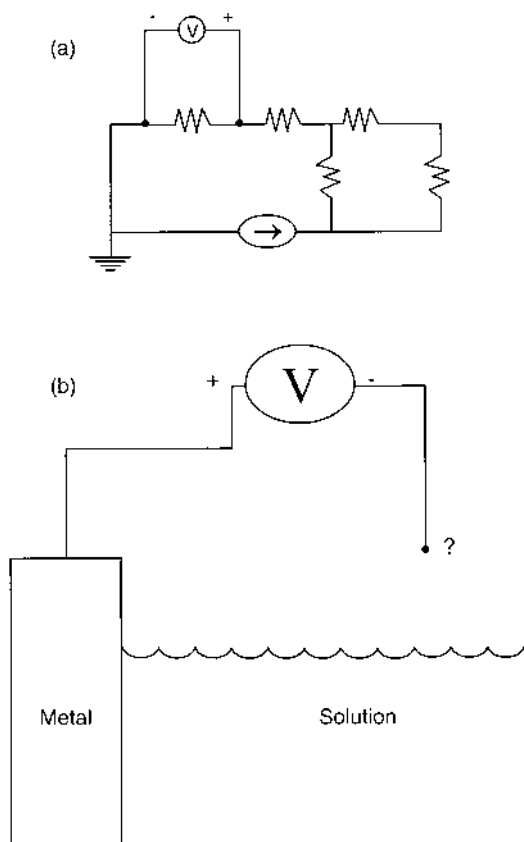 - +
V
(a)
(b)
+ V -
?
Metal Solution